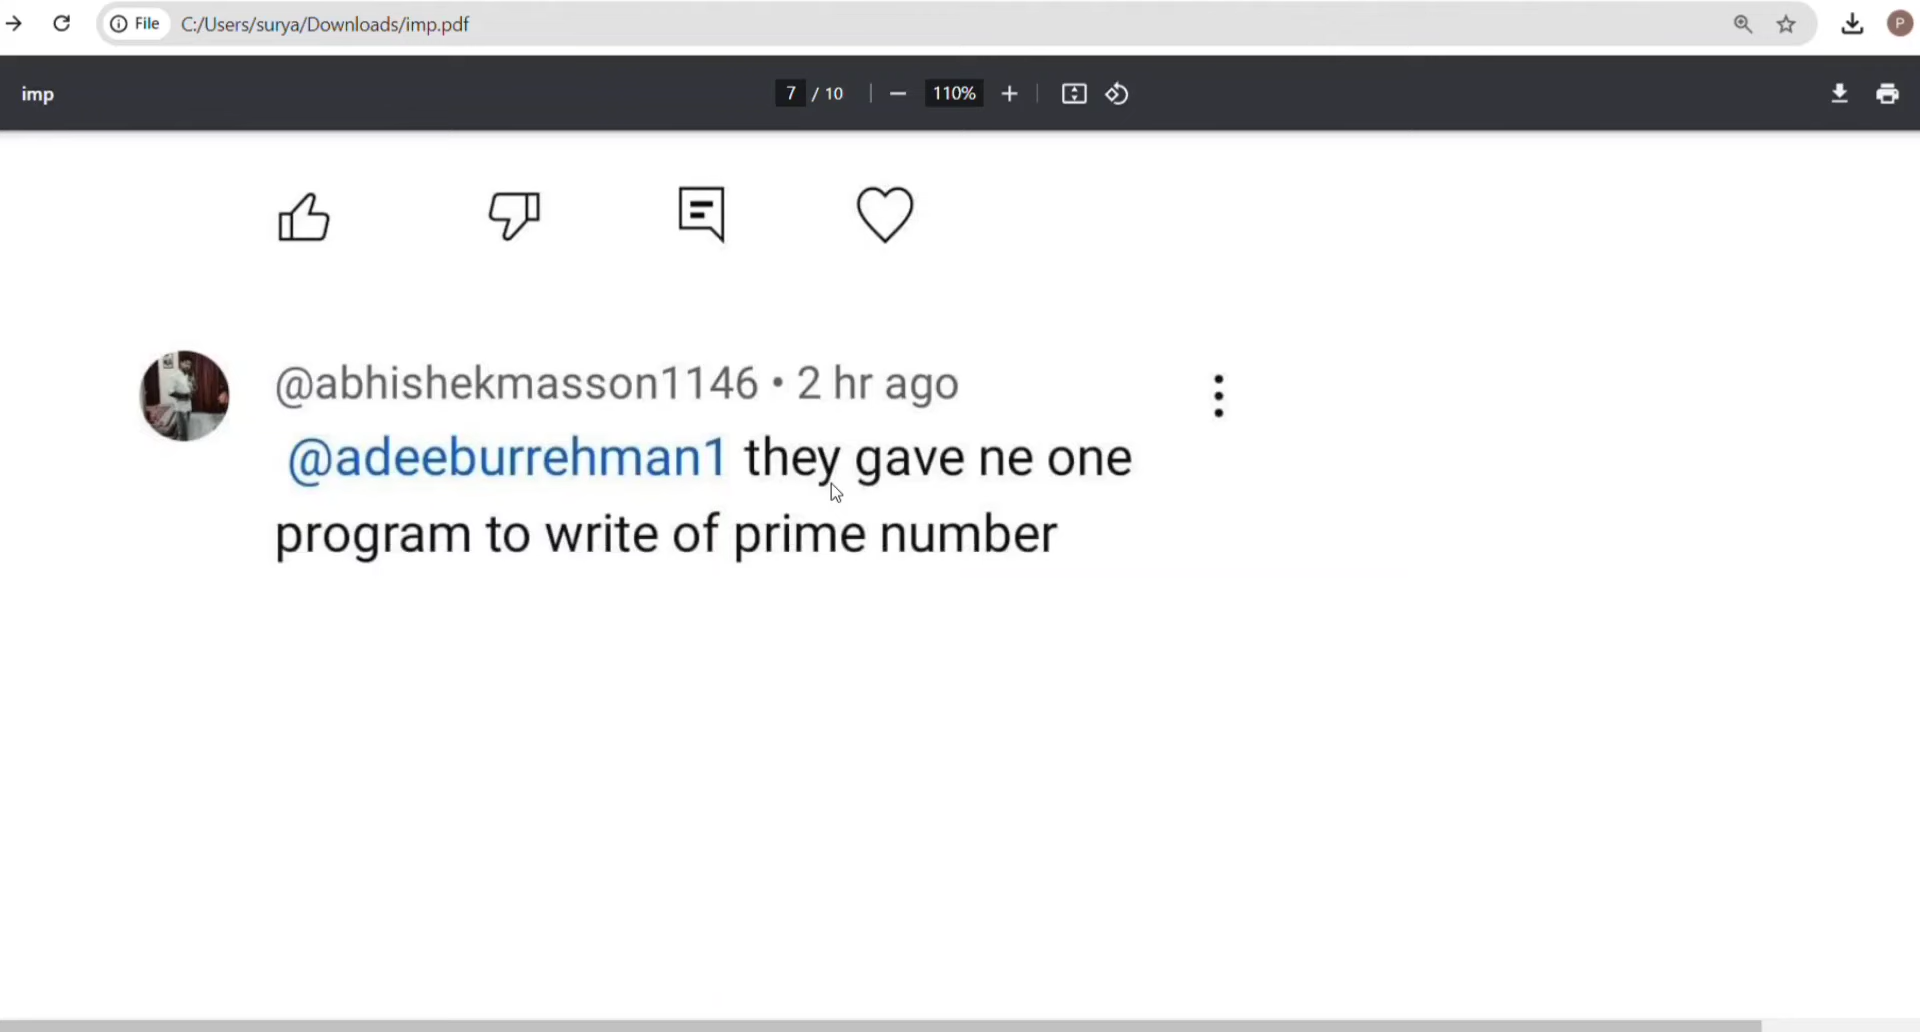 File C:/Users/surya/Downloads/imp.pdf P
imp 7 / 10 110%
@abhishekmasson1146 • 2 hr ago
@adeeburrehman1 they gave ne one
program to write of prime number